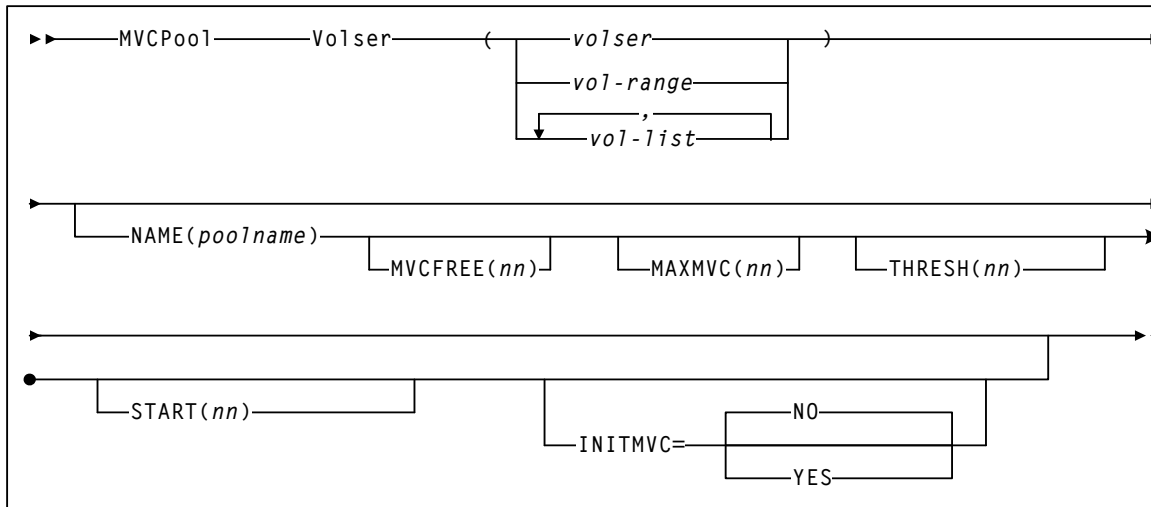 MVCPool Volser ( volser )
vol-range
,
vol-list
NAME(poolname)
MVCFREE(nn) MAXMVC(nn) THRESH(nn)
START(nn)
NO
INITMVC=
YES